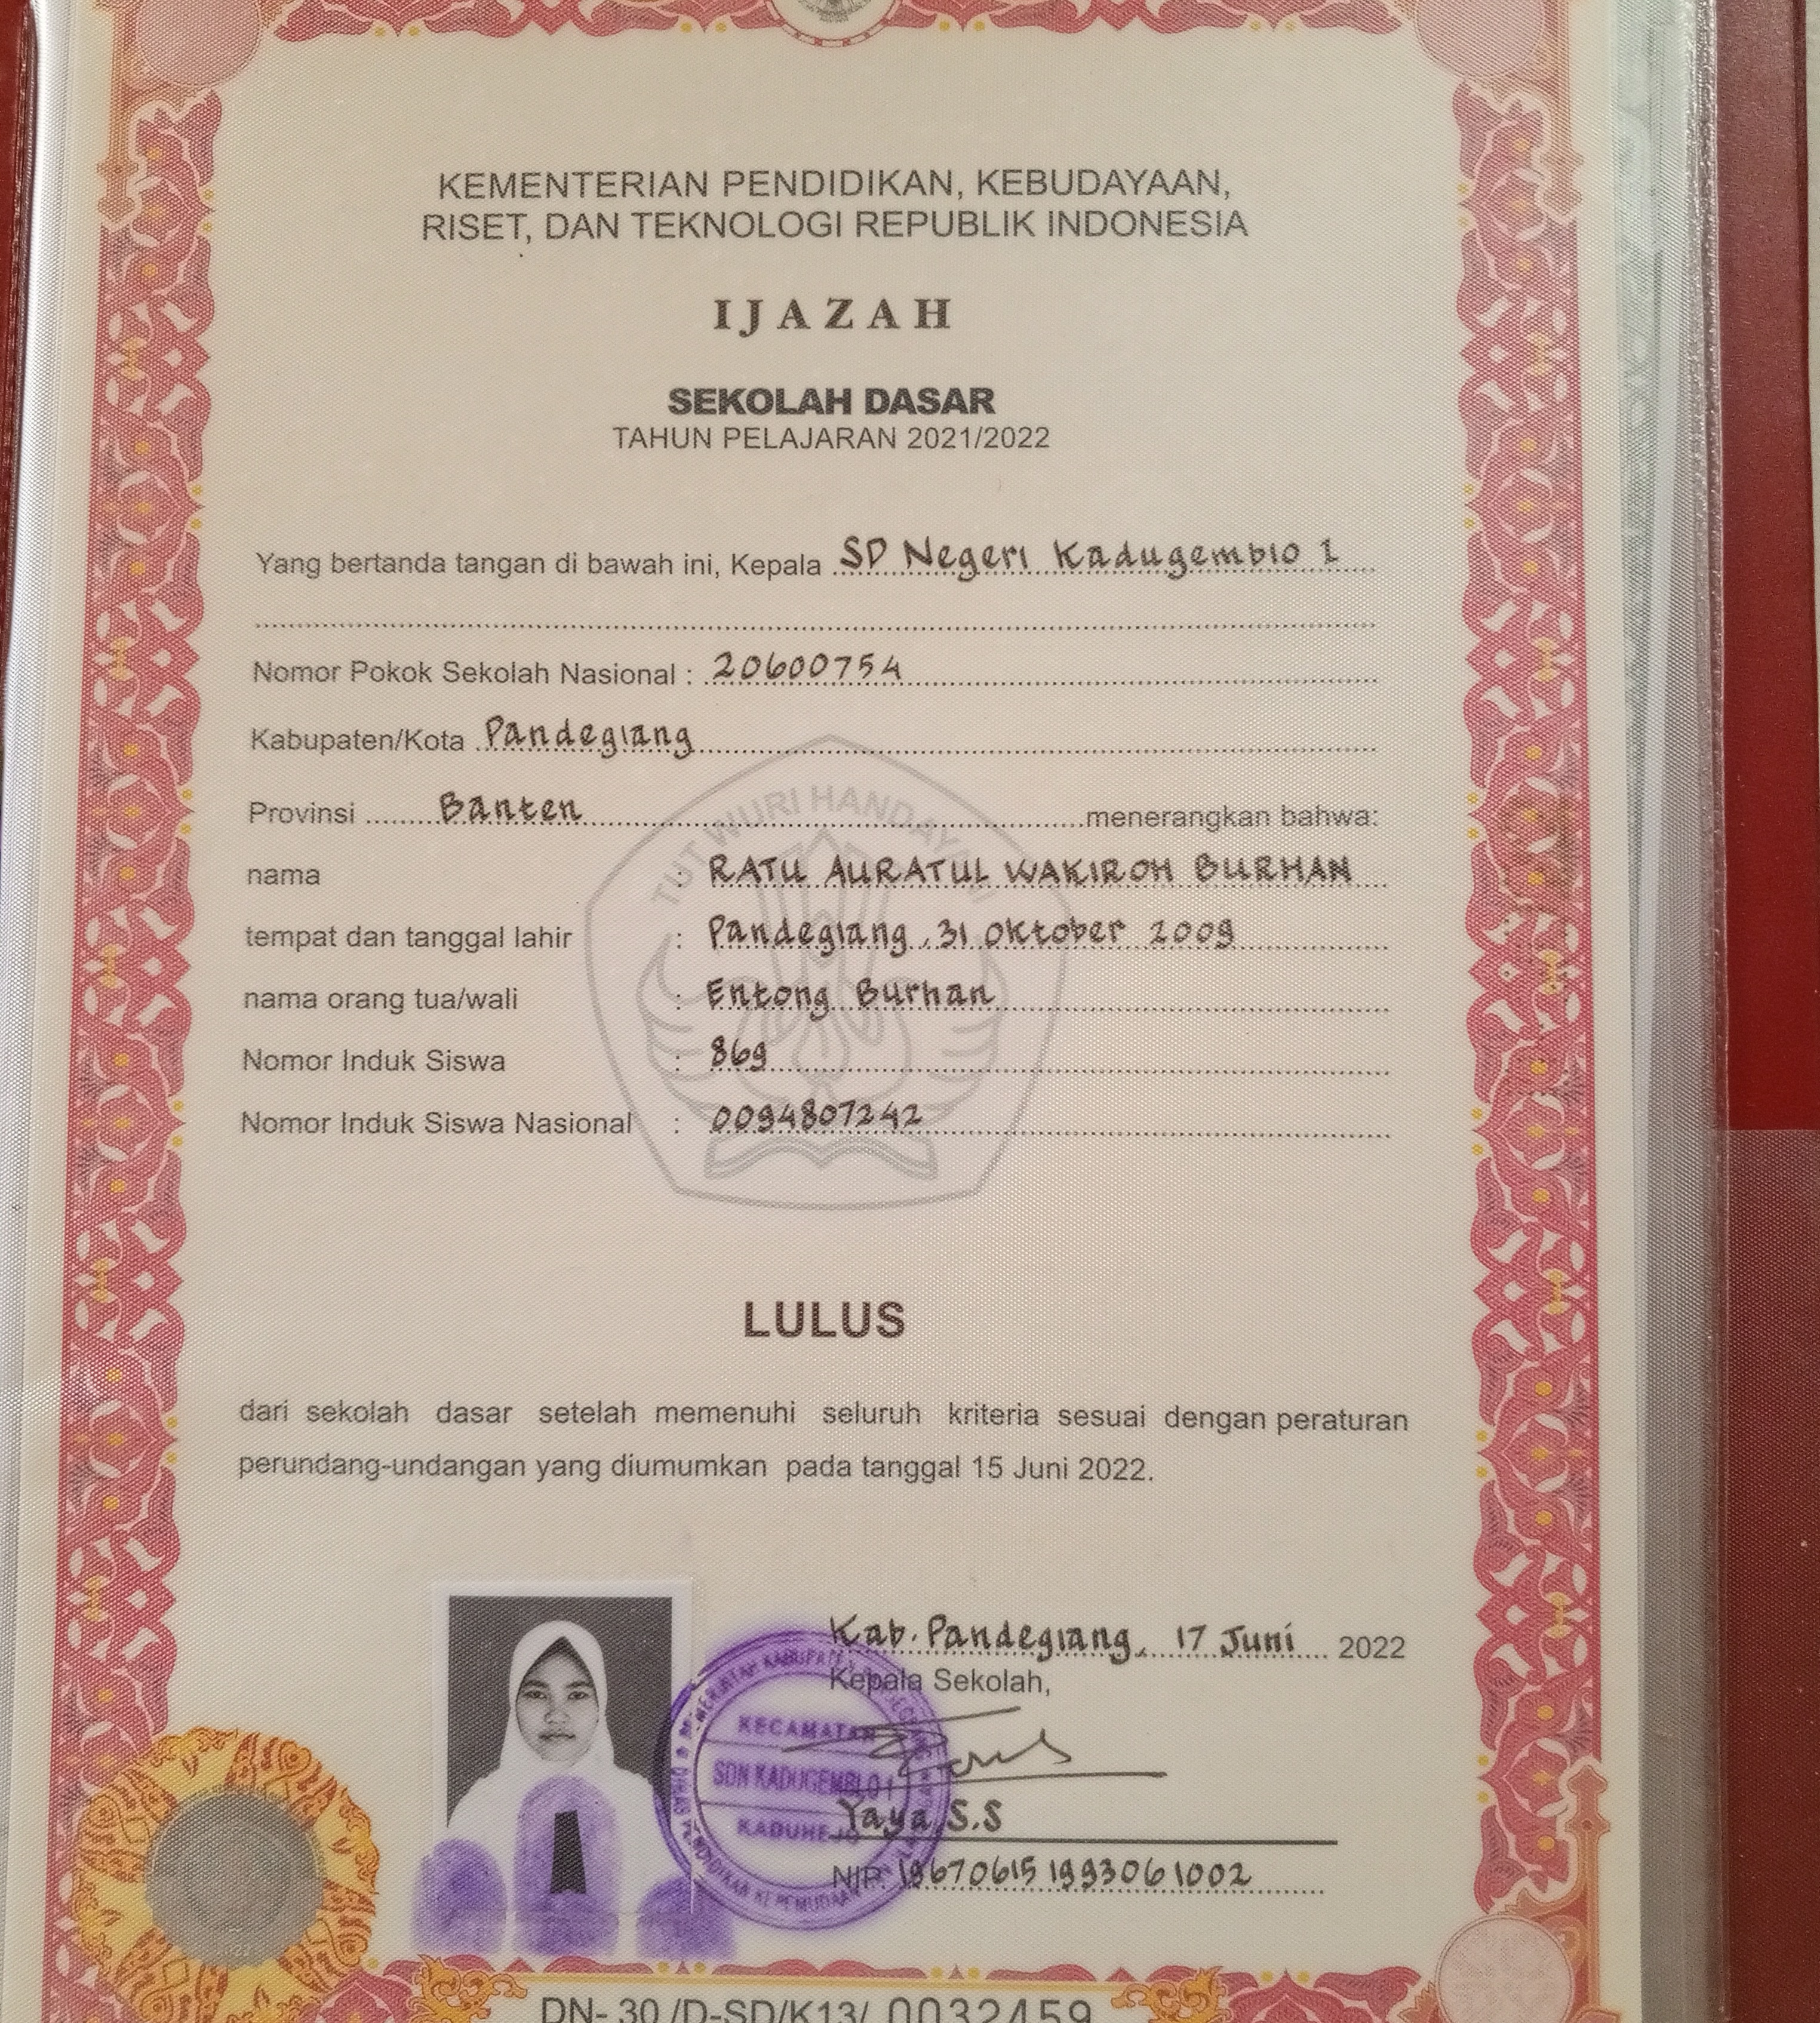 KEMENTERIAN PENDIDIKAN, KEBUDAYAAN,
RISET, DAN TEKNOLOGI REPUBLIK INDONESIA
IJAZAH
SEKOLAH DASAR
TAHUN PELAJARAN 2021/2022
Yang bertanda tangan di bawah ini, Kepala SD Negeri Kadugemblo 1
Nomor Pokok Sekolah Nasional : 20600754
Kabupaten/Kota Pandeglang
Provinsi Banten menerangkan bahwa:
nama : RATU AURATUL WAKIROH BURHAN
tempat dan tanggal lahir : Pandeglang, 31 Oktober 2009
nama orang tua/wali : Entong Burhan
Nomor Induk Siswa : 869
Nomor Induk Siswa Nasional : 0094807242
TUT WURI HANDAYANI
LULUS
dari sekolah dasar setelah memenuhi seluruh kriteria sesuai dengan peraturan
perundang-undangan yang diumumkan pada tanggal 15 Juni 2022.
Kab. Pandeglang, 17 Juni 2022
Kepala Sekolah,
KECAMATAN
SDN KADUGEMBLO 1
KADUHEJO
Yaya S.S
NIP. 196706151993061002
DN- 30 /D-SD/K13/ 0032459